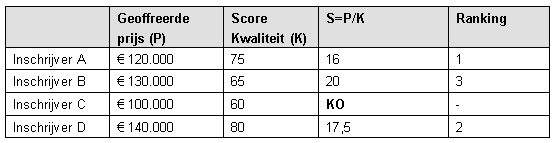 Geoffreerde prijs (P) Score Kwaliteit (K) S=P/K Ranking
Inschrijver A € 120.000 75 16 1
Inschrijver B € 130.000 65 20 3
Inschrijver C € 100.000 60 KO -
Inschrijver D € 140.000 80 17,5 2